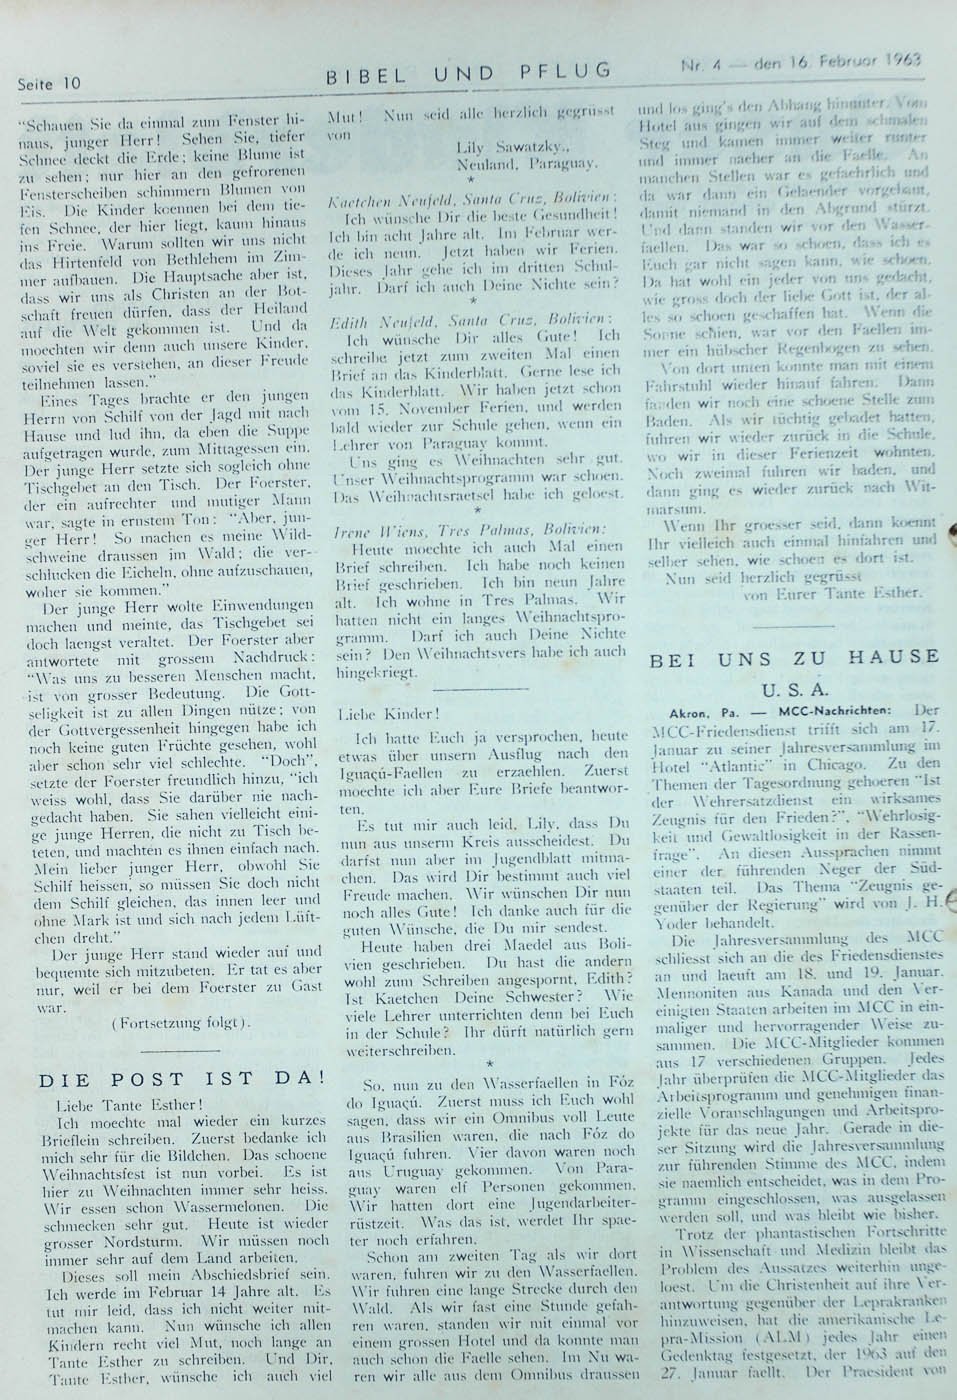 Seite 10
BIBEL UND PFLUG
Nr. 4 — den 16. Februar 1963
"Schauen Sie da einmal zum Fenster hi-
naus, junger Herr! Sehen Sie, tiefer
Schnee deckt die Erde; keine Blume ist
zu sehen; nur hier an den gefrorenen
Fensterscheiben schimmern Blumen von
Eis. Die Kinder koennen bei dem tie-
fen Schnee, der hier liegt, kaum hinaus
ins Freie. Warum sollten wir uns nicht
das Hirtenfeld von Bethlehem im Zim-
mer aufbauen. Die Hauptsache aber ist,
dass wir uns als Christen an der Bot-
schaft freuen dürfen, dass der Heiland
auf die Welt gekommen ist. Und da
moechten wir denn auch unsere Kinder,
soviel sie es verstehen, an dieser Freude
teilnehmen lassen."
Eines Tages brachte er den jungen
Herrn von Schilf von der Jagd mit nach
Hause und lud ihn, da eben die Suppe
aufgetragen wurde, zum Mittagessen ein.
Der junge Herr setzte sich sogleich ohne
Tischgebet an den Tisch. Der Foerster,
der ein aufrechter und mutiger Mann
war, sagte in ernstem Ton: "Aber, jun-
ger Herr! So machen es meine Wild-
schweine draussen im Wald; die ver-
schlucken die Eicheln, ohne aufzuschauen,
woher sie kommen."
Der junge Herr wolte Einwendungen
machen und meinte, das Tischgebet sei
doch laengst veraltet. Der Foerster aber
antwortete mit grossem Nachdruck:
"Was uns zu besseren Menschen macht,
ist von grosser Bedeutung. Die Gott-
seligkeit ist zu allen Dingen nütze; von
der Gottvergessenheit hingegen habe ich
noch keine guten Früchte gesehen, wohl
aber schon sehr viel schlechte. "Doch",
setzte der Foerster freundlich hinzu, "ich
weiss wohl, dass Sie darüber nie nach-
gedacht haben. Sie sahen vielleicht eini-
ge junge Herren, die nicht zu Tisch be-
teten, und machten es ihnen einfach nach.
Mein lieber junger Herr, obwohl Sie
Schilf heissen, so müssen Sie doch nicht
dem Schilf gleichen, das innen leer und
ohne Mark ist und sich nach jedem Lüft-
chen dreht."
Der junge Herr stand wieder auf und
bequemte sich mitzubeten. Er tat es aber
nur, weil er bei dem Foerster zu Gast
war.
(Fortsetzung folgt).
DIE POST IST DA!
Liebe Tante Esther!
Ich moechte mal wieder ein kurzes
Brieflein schreiben. Zuerst bedanke ich
mich sehr für die Bildchen. Das schoene
Weihnachtsfest ist nun vorbei. Es ist
hier zu Weihnachten immer sehr heiss.
Wir essen schon Wassermelonen. Die
schmecken sehr gut. Heute ist wieder
grosser Nordsturm. Wir müssen noch
immer sehr auf dem Land arbeiten.
Dieses soll mein Abschiedsbrief sein.
Ich werde im Februar 14 Jahre alt. Es
tut mir leid, dass ich nicht weiter mit-
machen kann. Nun wünsche ich allen
Kindern recht viel Mut, noch lange an
Tante Esther zu schreiben. Und Dir,
Tante Esther, wünsche ich auch viel
Mut! Nun seid alle herzlich gegrüsst
von
Lily Sawatzky.,
Neuland, Paraguay.
*
Kaetchen Neufeld, Santa Cruz, Bolivien:
Ich wünsche Dir die beste Gesundheit!
Ich bin acht Jahre alt. Im Februar wer-
de ich neun. Jetzt haben wir Ferien.
Dieses Jahr gehe ich im dritten Schul-
jahr. Darf ich auch Deine Nichte sein?
*
Edith Neufeld, Santa Cruz, Bolivien:
Ich wünsche Dir alles Gute! Ich
schreibe jetzt zum zweiten Mal einen
Brief an das Kinderblatt. Gerne lese ich
das Kinderblatt. Wir haben jetzt schon
vom 15. November Ferien, und werden
bald wieder zur Schule gehen, wenn ein
Lehrer von Paraguay kommt.
Uns ging es Weihnachten sehr gut.
Unser Weihnachtsprogramm war schoen.
Das Weihnachtsraetsel habe ich geloest.
*
Irene Wiens, Tres Palmas, Bolivien:
Heute moechte ich auch Mal einen
Brief schreiben. Ich habe noch keinen
Brief geschrieben. Ich bin neun Jahre
alt. Ich wohne in Tres Palmas. Wir
hatten nicht ein langes Weihnachtspro-
gramm. Darf ich auch Deine Nichte
sein? Den Weihnachtsvers habe ich auch
hingekriegt.
Liebe Kinder!
Ich hatte Euch ja versprochen, heute
etwas über unsern Ausflug nach den
Iguaçú-Faellen zu erzaehlen. Zuerst
moechte ich aber Eure Briefe beantwor-
ten.
Es tut mir auch leid, Lily, dass Du
nun aus unserm Kreis ausscheidest. Du
darfst nun aber im Jugendblatt mitma-
chen. Das wird Dir bestimmt auch viel
Freude machen. Wir wünschen Dir nun
noch alles Gute! Ich danke auch für die
guten Wünsche, die Du mir sendest.
Heute haben drei Maedel aus Boli-
vien geschrieben. Du hast die andern
wohl zum Schreiben angespornt, Edith?
Ist Kaetchen Deine Schwester? Wie
viele Lehrer unterrichten denn bei Euch
in der Schule? Ihr dürft natürlich gern
weiterschreiben.
*
So, nun zu den Wasserfaellen in Fóz
do Iguaçú. Zuerst muss ich Euch wohl
sagen, dass wir ein Omnibus voll Leute
aus Brasilien waren, die nach Fóz do
Iguaçú fuhren. Vier davon waren noch
aus Uruguay gekommen. Von Para-
guay waren elf Personen gekommen.
Wir hatten dort eine Jugendarbeiter-
rüstzeit. Was das ist, werdet Ihr spae-
ter noch erfahren.
Schon am zweiten Tag als wir dort
waren, fuhren wir zu den Wasserfaellen.
Wir fuhren eine lange Strecke durch den
Wald. Als wir fast eine Stunde gefah-
ren waren, standen wir mit einmal vor
einem grossen Hotel und da konnte man
auch schon die Faelle sehen. Im Nu wa-
ren wir alle aus dem Omnibus draussen
und los ging's den Abhang hinunter. Vom
Hotel aus gingen wir auf dem schmalen
Steg und kamen immer weiter runter
und immer naeher an die Faelle. An
manchen Stellen war es gefaehrlich und
da war dann ein Gelaender vorgebaut,
damit niemand in den Abgrund stürzt.
Und dann standen wir vor den Wasser-
faellen. Das war so schoen, dass ich es
Euch gar nicht sagen kann, wie schoen.
Da hat wohl ein jeder von uns gedacht,
wie gross doch der liebe Gott ist, der al-
les so schoen geschaffen hat. Wenn die
Sonne schien, war vor den Faellen im-
mer ein hübscher Regenbogen zu sehen.
Von dort unten konnte man mit einem
Fahrstuhl wieder hinauf fahren. Dann
fanden wir noch eine schoene Stelle zum
Baden. Als wir tüchtig gebadet hatten,
fuhren wir wieder zurück in die Schule,
wo wir in dieser Ferienzeit wohnten.
Noch zweimal fuhren wir baden, und
dann ging es wieder zurück nach Wit-
marsum.
Wenn Ihr groesser seid, dann koennt
Ihr vielleich auch einmal hinfahren und
selber sehen, wie schoen es dort ist.
Nun seid herzlich gegrüsst
von Eurer Tante Esther.
BEI UNS ZU HAUSE
U. S. A.
Akron, Pa. — MCC-Nachrichten: Der
MCC-Friedensdienst trifft sich am 17.
Januar zu seiner Jahresversammlung im
Hotel "Atlantic" in Chicago. Zu den
Themen der Tagesordnung gehoeren "Ist
der Wehrersatzdienst ein wirksames
Zeugnis für den Frieden?", "Wehrlosig-
keit und Gewaltlosigkeit in der Rassen-
frage". An diesen Aussprachen nimmt
einer der führenden Neger der Süd-
staaten teil. Das Thema "Zeugnis ge-
genüber der Regierung" wird von J. H.
Yoder behandelt.
Die Jahresversammlung des MCC
schliesst sich an die des Friedensdienstes
an und laeuft am 18. und 19. Januar.
Mennoniten aus Kanada und den Ver-
einigten Staaten arbeiten im MCC in ein-
maliger und hervorragender Weise zu-
sammen. Die MCC-Mitglieder kommen
aus 17 verschiedenen Gruppen. Jedes
Jahr überprüfen die MCC-Mitglieder das
Arbeitsprogramm und genehmigen finan-
zielle Voranschlagungen und Arbeitspro-
jekte für das neue Jahr. Gerade in die-
ser Sitzung wird die Jahresversammlung
zur führenden Stimme des MCC, indem
sie naemlich entscheidet, was in dem Pro-
gramm eingeschlossen, was ausgelassen
werden soll, und was bleibt wie bisher.
Trotz der phantastischen Fortschritte
in Wissenschaft und Medizin bleibt das
Problem des Aussatzes weiterhin unge-
loest. Um die Christenheit auf ihre Ver-
antwortung gegenüber der Leprakranken
hinzuweisen, hat die amerikanische Le-
pra-Mission (ALM) jedes Jahr einen
Gedenktag festgesetzt, der 1963 auf den
27. Januar faellt. Der Praesident von